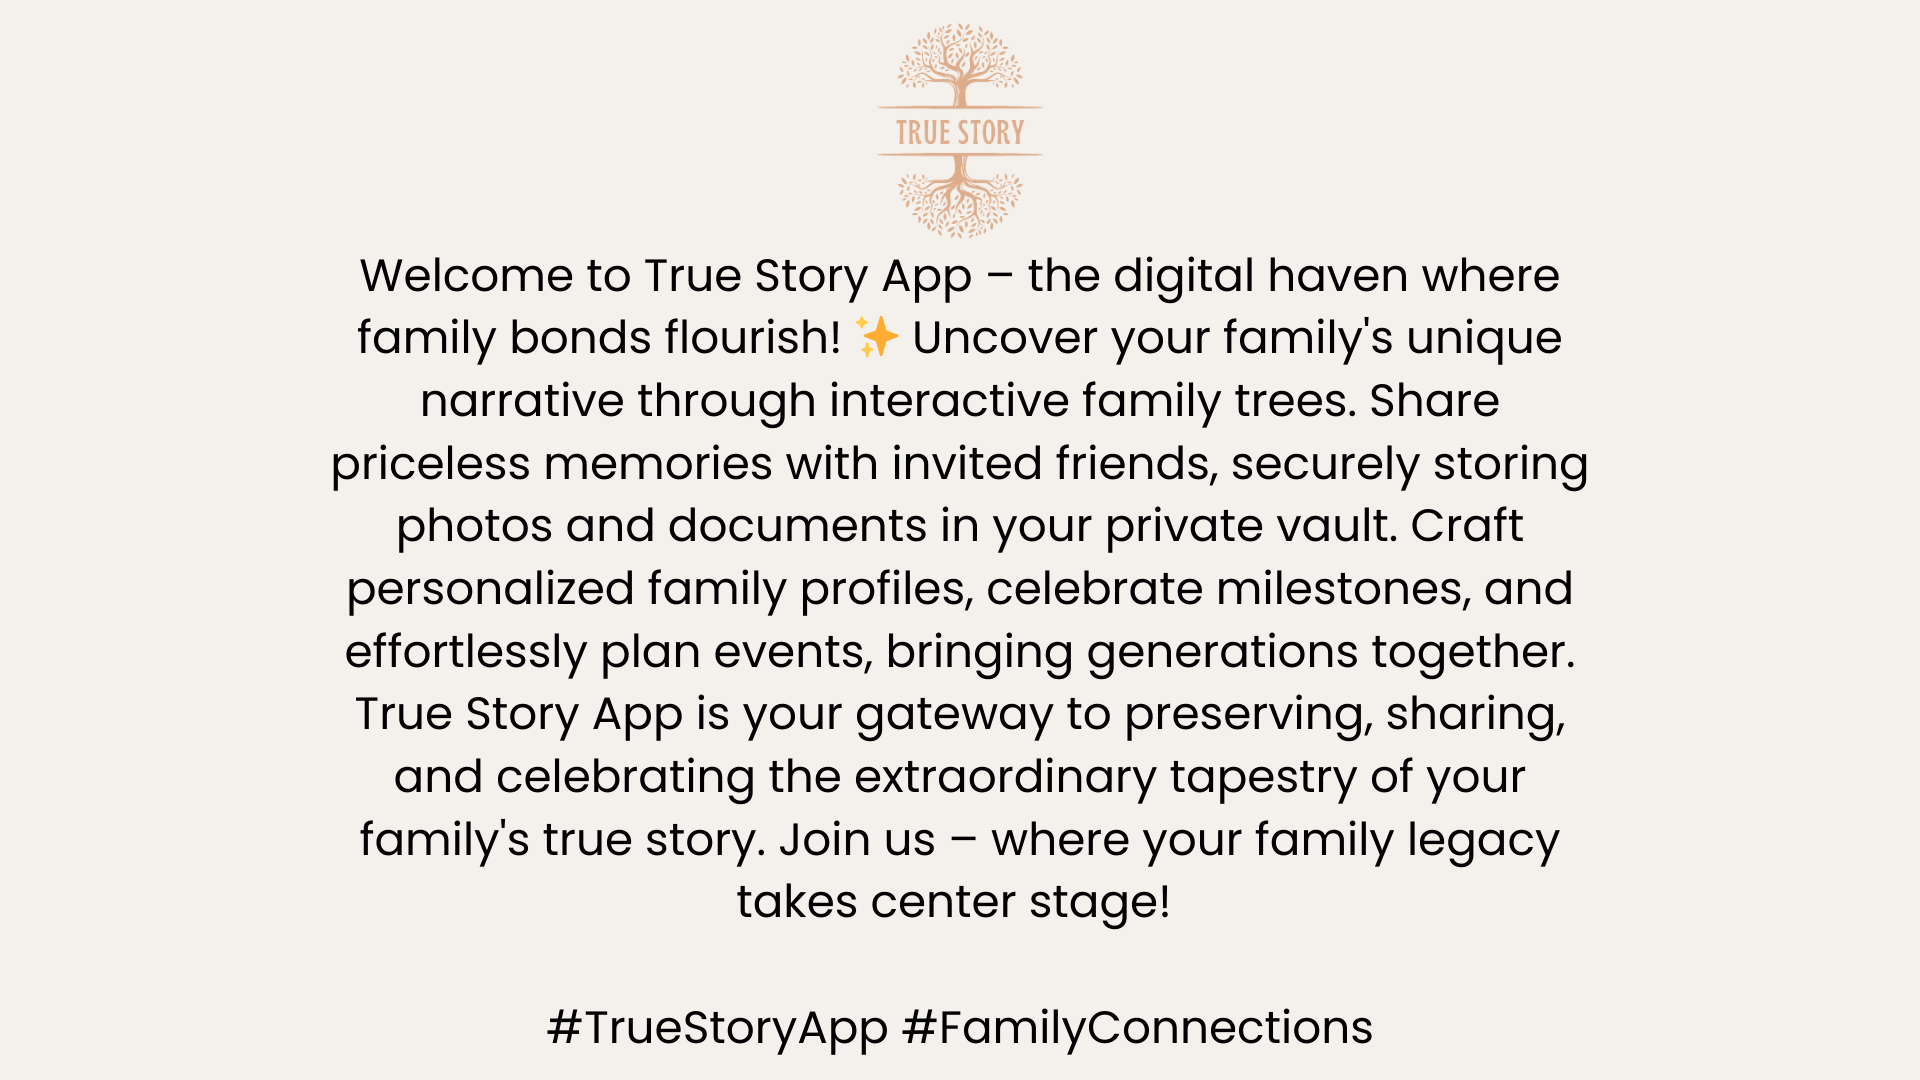 TRUE STORY
Welcome to True Story App – the digital haven where
family bonds flourish! ✨ Uncover your family's unique
narrative through interactive family trees. Share
priceless memories with invited friends, securely storing
photos and documents in your private vault. Craft
personalized family profiles, celebrate milestones, and
effortlessly plan events, bringing generations together.
True Story App is your gateway to preserving, sharing,
and celebrating the extraordinary tapestry of your
family's true story. Join us – where your family legacy
takes center stage!
#TrueStoryApp #FamilyConnections